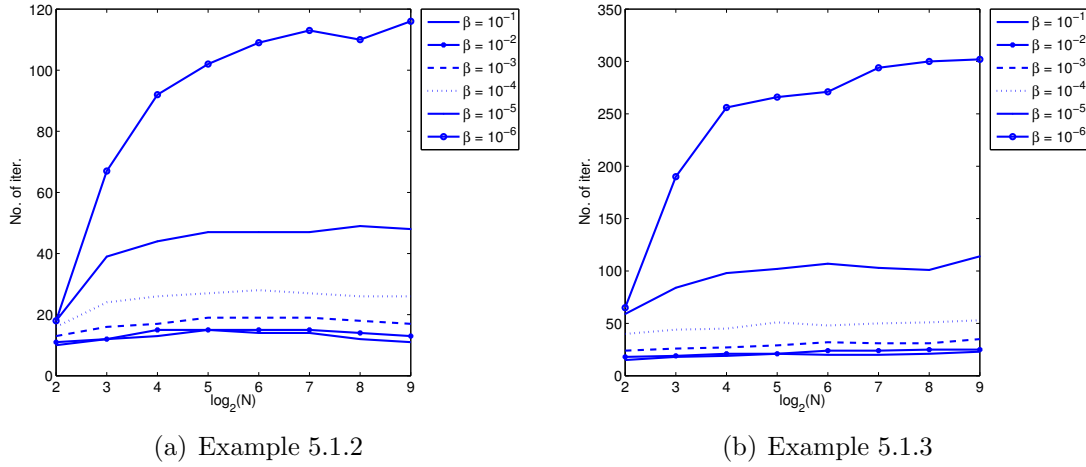 120
100
80
60
40
20
0
2 3 4 5 6 7 8 9
log₂(N)
No. of iter.
β = 10⁻¹
β = 10⁻²
β = 10⁻³
β = 10⁻⁴
β = 10⁻⁵
β = 10⁻⁶
(a) Example 5.1.2
350
300
250
200
150
100
50
0
2 3 4 5 6 7 8 9
log₂(N)
No. of iter.
β = 10⁻¹
β = 10⁻²
β = 10⁻³
β = 10⁻⁴
β = 10⁻⁵
β = 10⁻⁶
(b) Example 5.1.3